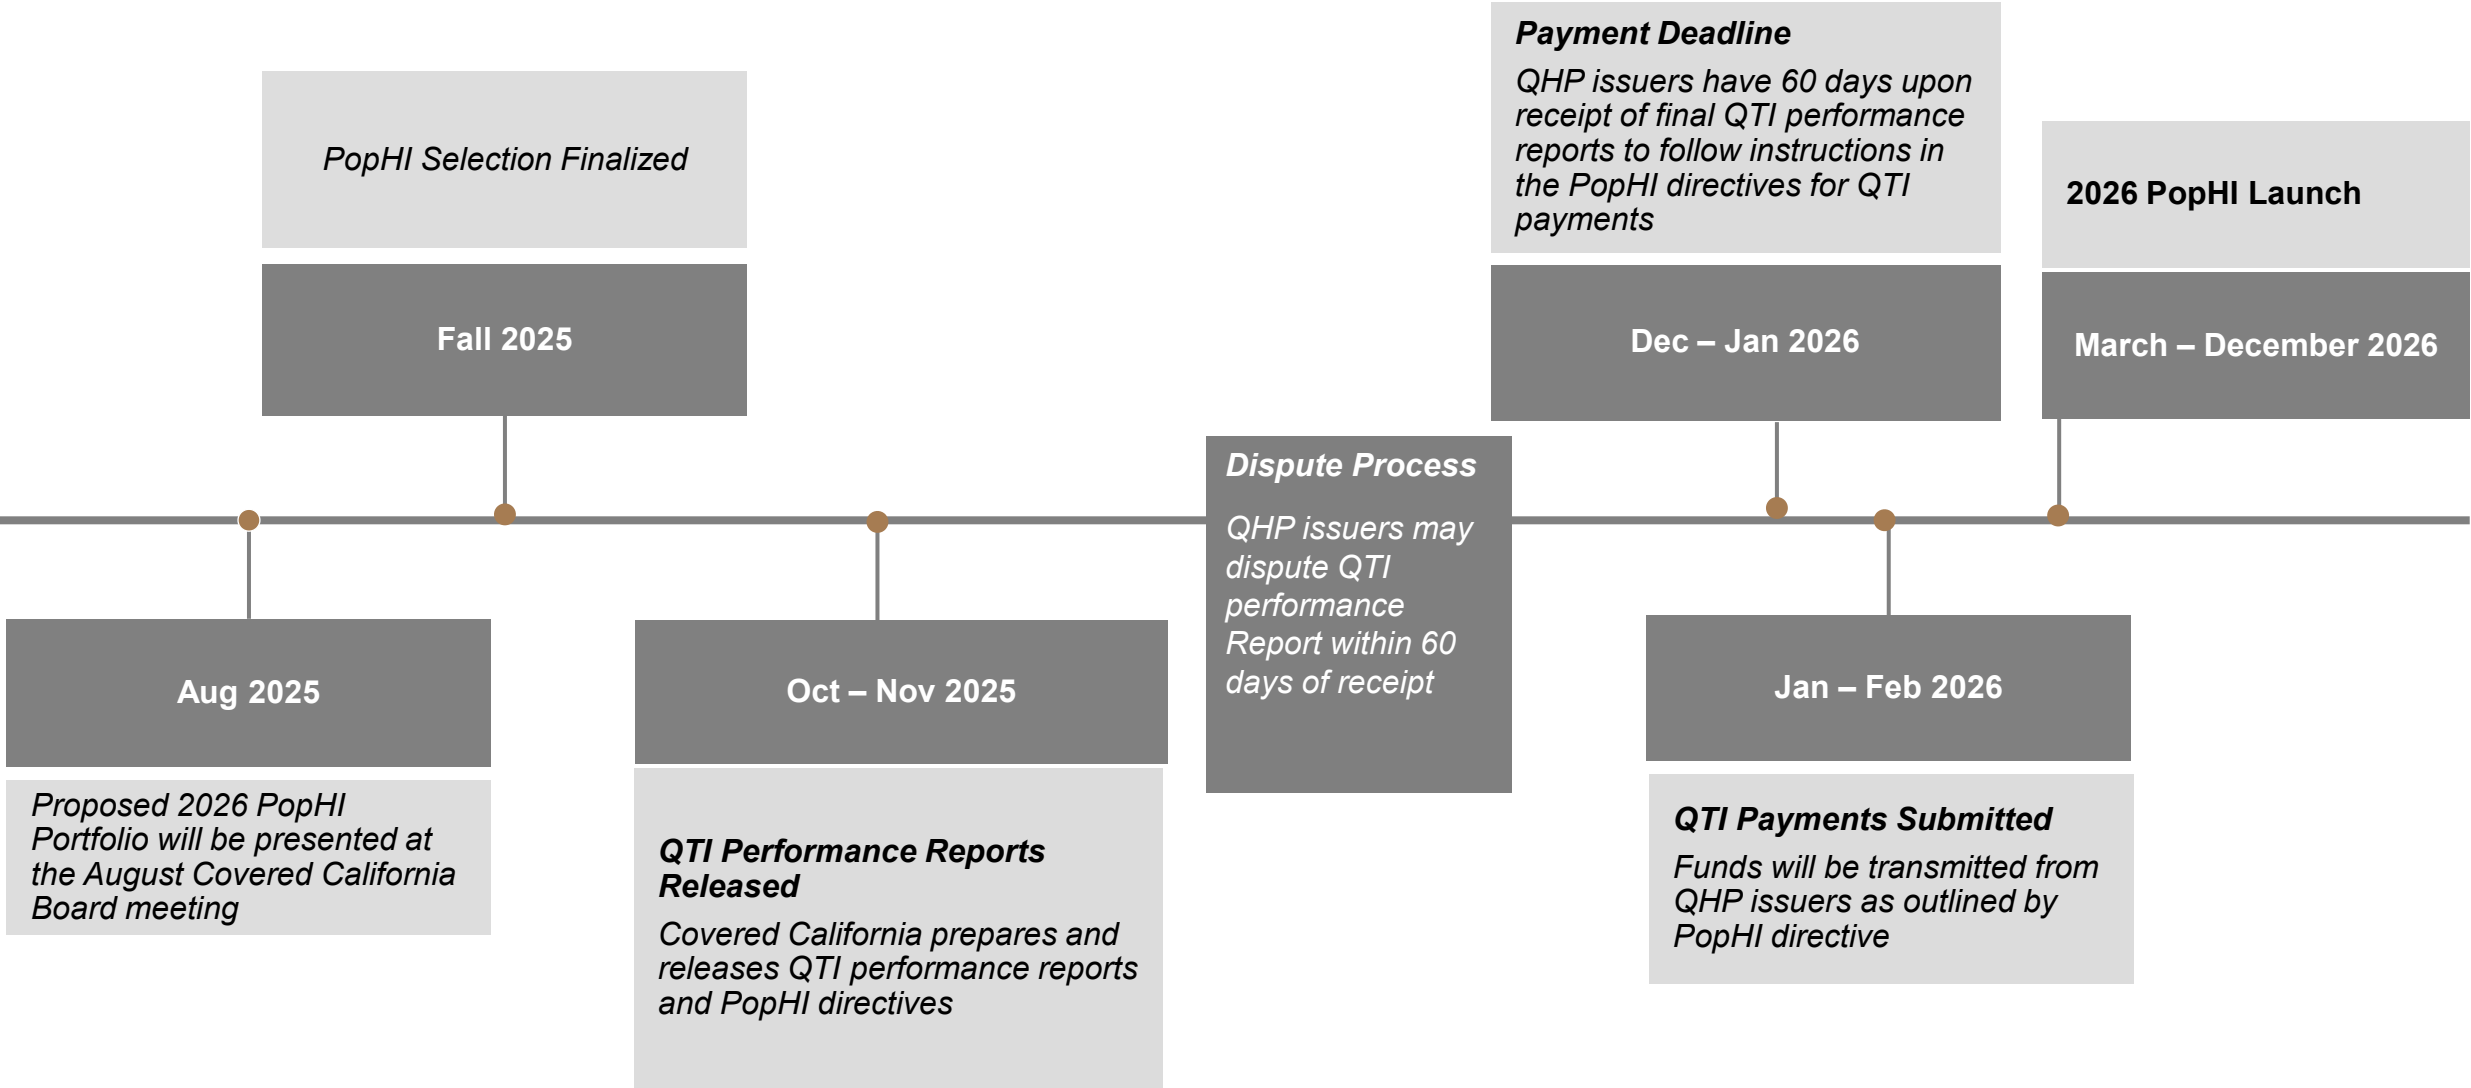 PopHI Selection Finalized
Fall 2025
Aug 2025
Proposed 2026 PopHI
Portfolio will be presented at
the August Covered California
Board meeting
Oct – Nov 2025
QTI Performance Reports
Released
Covered California prepares and
releases QTI performance reports
and PopHI directives
Dispute Process
QHP issuers may
dispute QTI
performance
Report within 60
days of receipt
Payment Deadline
QHP issuers have 60 days upon
receipt of final QTI performance
reports to follow instructions in
the PopHI directives for QTI
payments
Dec – Jan 2026
Jan – Feb 2026
QTI Payments Submitted
Funds will be transmitted from
QHP issuers as outlined by
PopHI directive
2026 PopHI Launch
March – December 2026